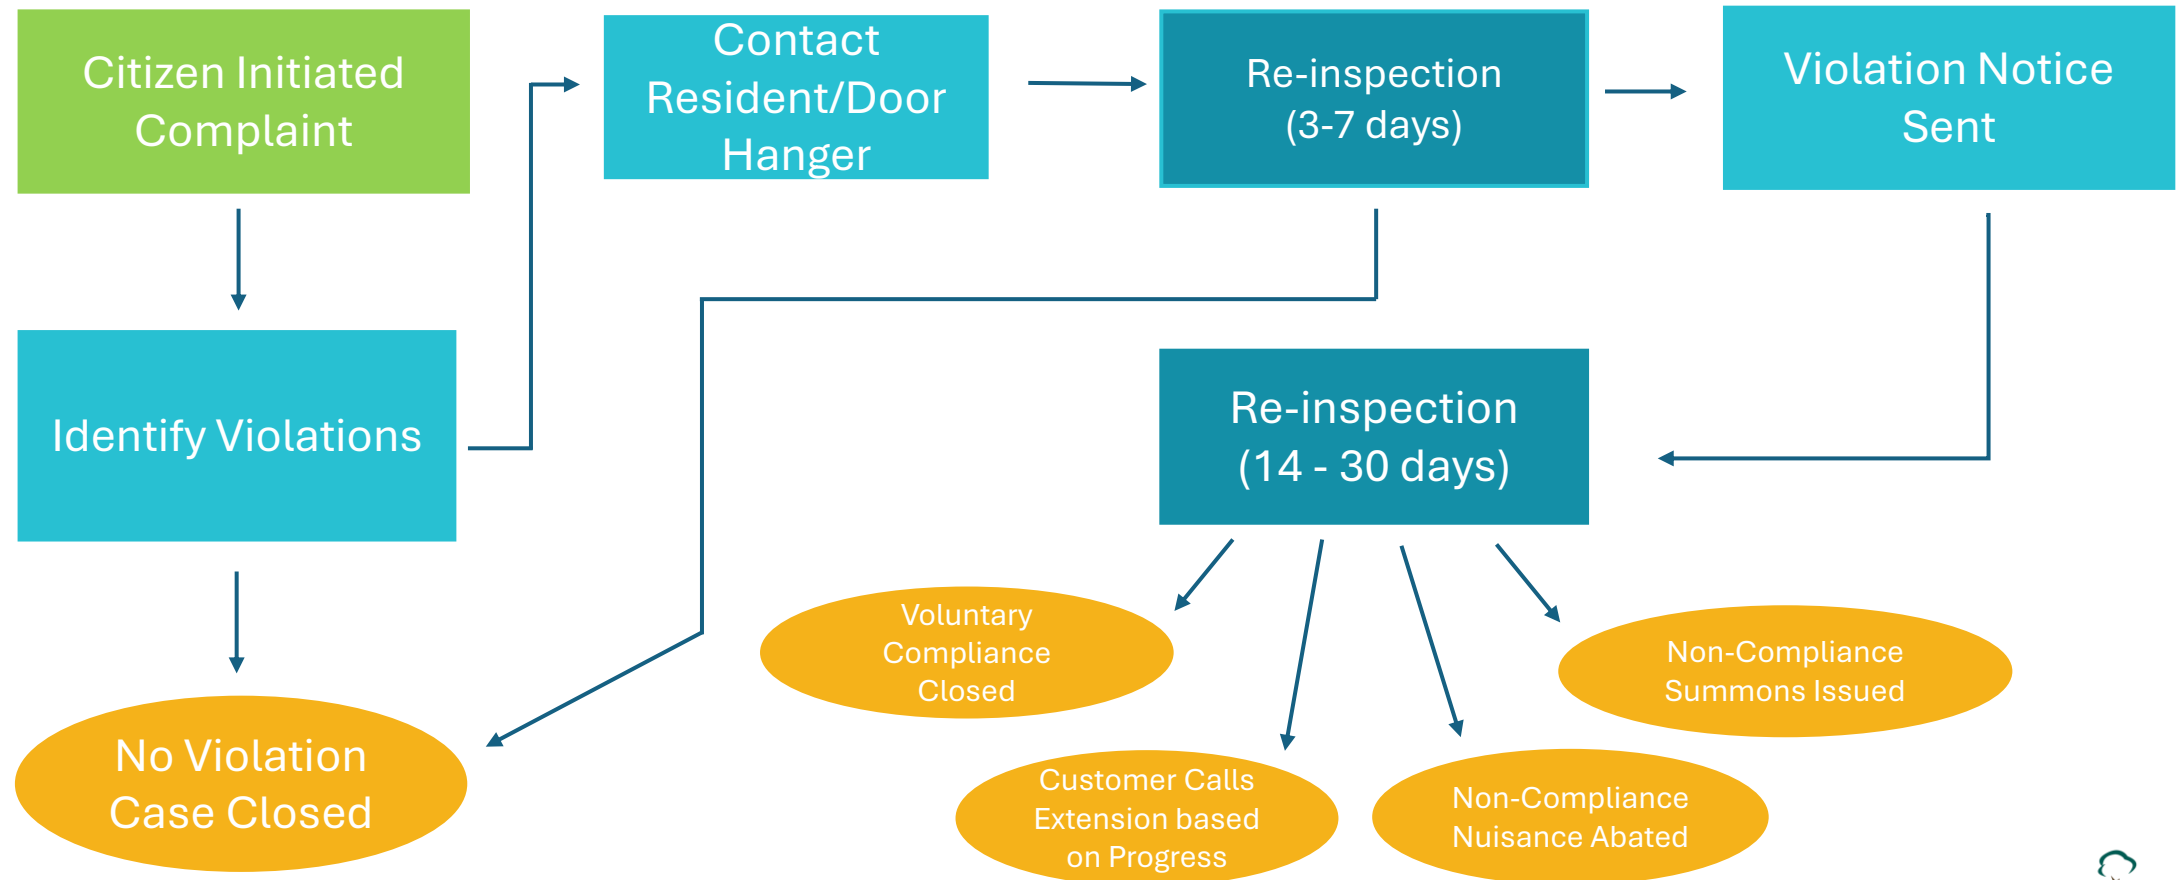 Citizen Initiated
Complaint
Contact
Resident/Door
Hanger
Re-inspection
(3-7 days)
Violation Notice
Sent
Identify Violations
Re-inspection
(14 - 30 days)
No Violation
Case Closed
Voluntary
Compliance
Closed
Customer Calls
Extension based
on Progress
Non-Compliance
Nuisance Abated
Non-Compliance
Summons Issued